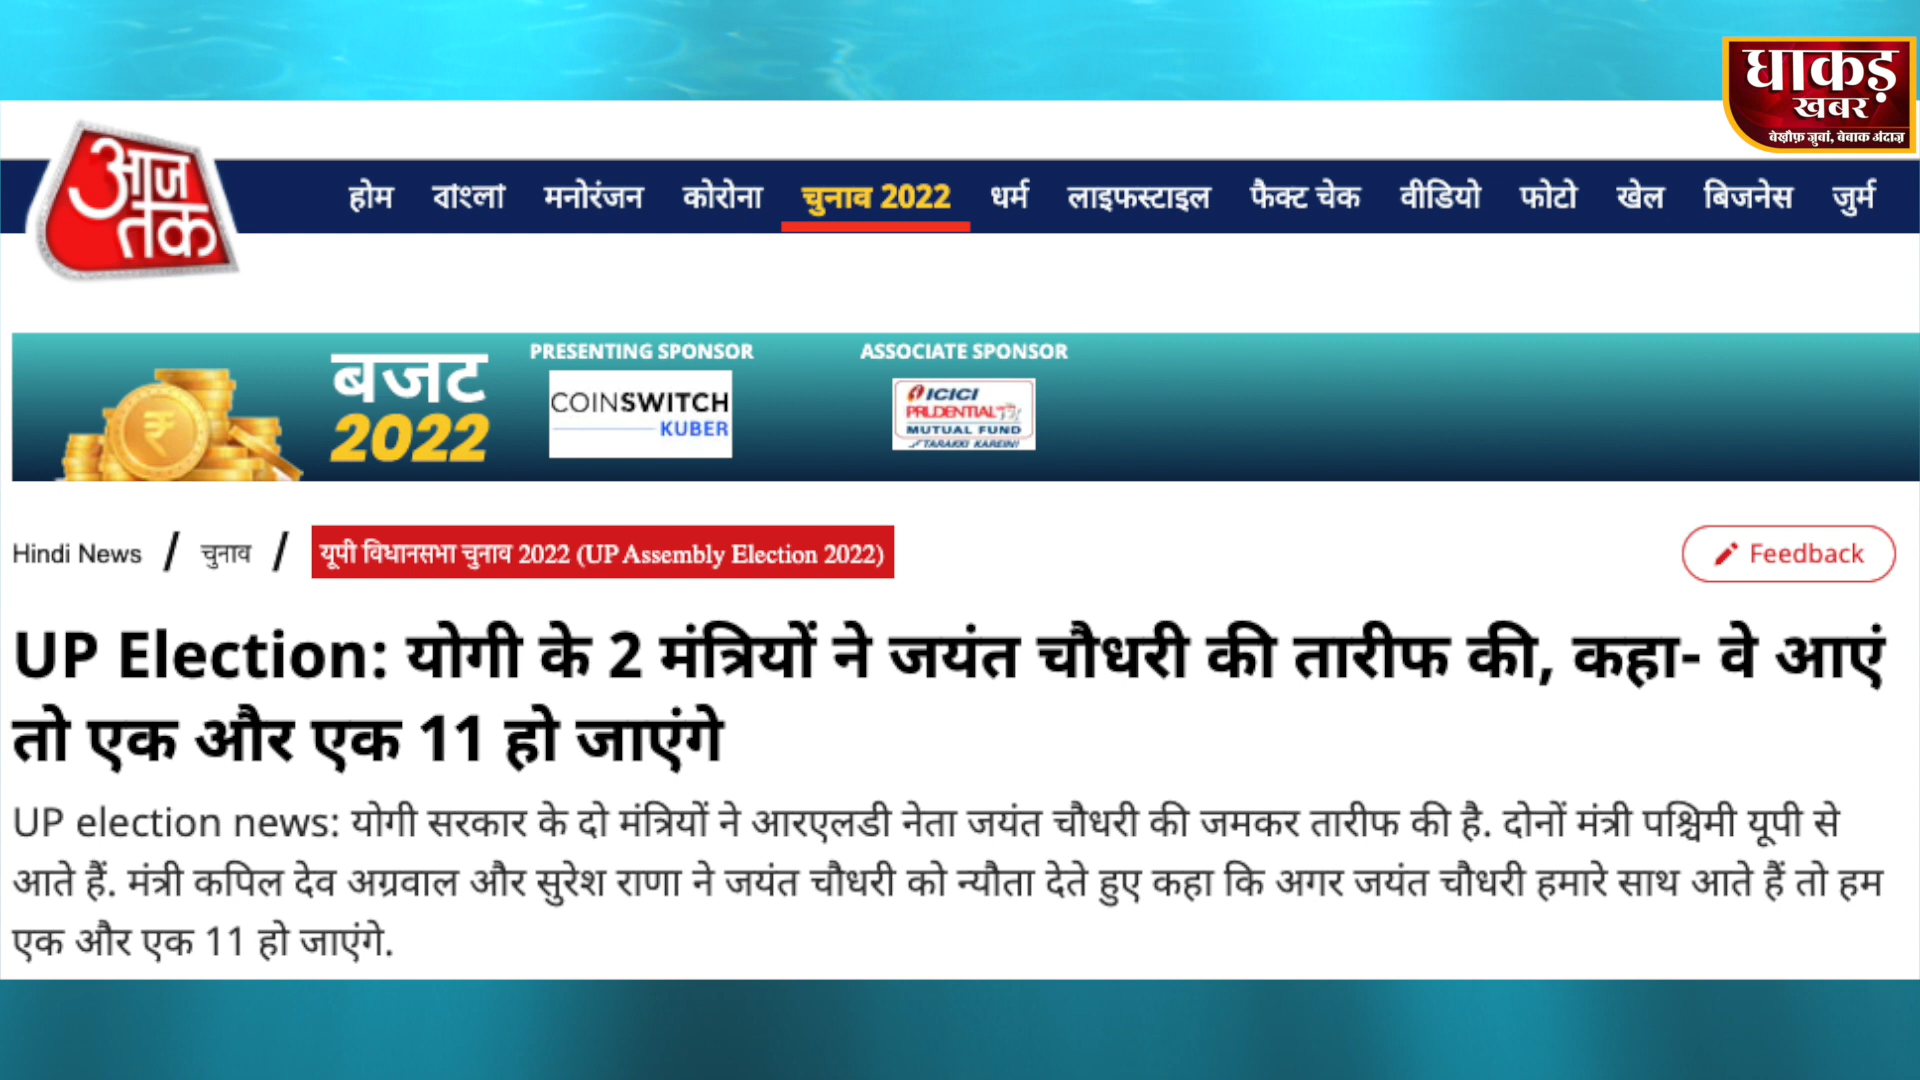 धाकड़
खबर
बेख़ौफ़ जुबां, बेबाक अंदाज़
आज
तक
होम বাংলা मनोरंजन कोरोना चुनाव 2022 धर्म लाइफस्टाइल फैक्ट चेक वीडियो फोटो खेल बिजनेस जुर्म
बजट
2022
PRESENTING SPONSOR
COINSWITCH
KUBER
ASSOCIATE SPONSOR
ICICI
PRUDENTIAL
MUTUAL FUND
TARAKKI KAREIN!
Hindi News / चुनाव / यूपी विधानसभा चुनाव 2022 (UP Assembly Election 2022)
Feedback
UP Election: योगी के 2 मंत्रियों ने जयंत चौधरी की तारीफ की, कहा- वे आएं
तो एक और एक 11 हो जाएंगे
UP election news: योगी सरकार के दो मंत्रियों ने आरएलडी नेता जयंत चौधरी की जमकर तारीफ की है. दोनों मंत्री पश्चिमी यूपी से
आते हैं. मंत्री कपिल देव अग्रवाल और सुरेश राणा ने जयंत चौधरी को न्यौता देते हुए कहा कि अगर जयंत चौधरी हमारे साथ आते हैं तो हम
एक और एक 11 हो जाएंगे.